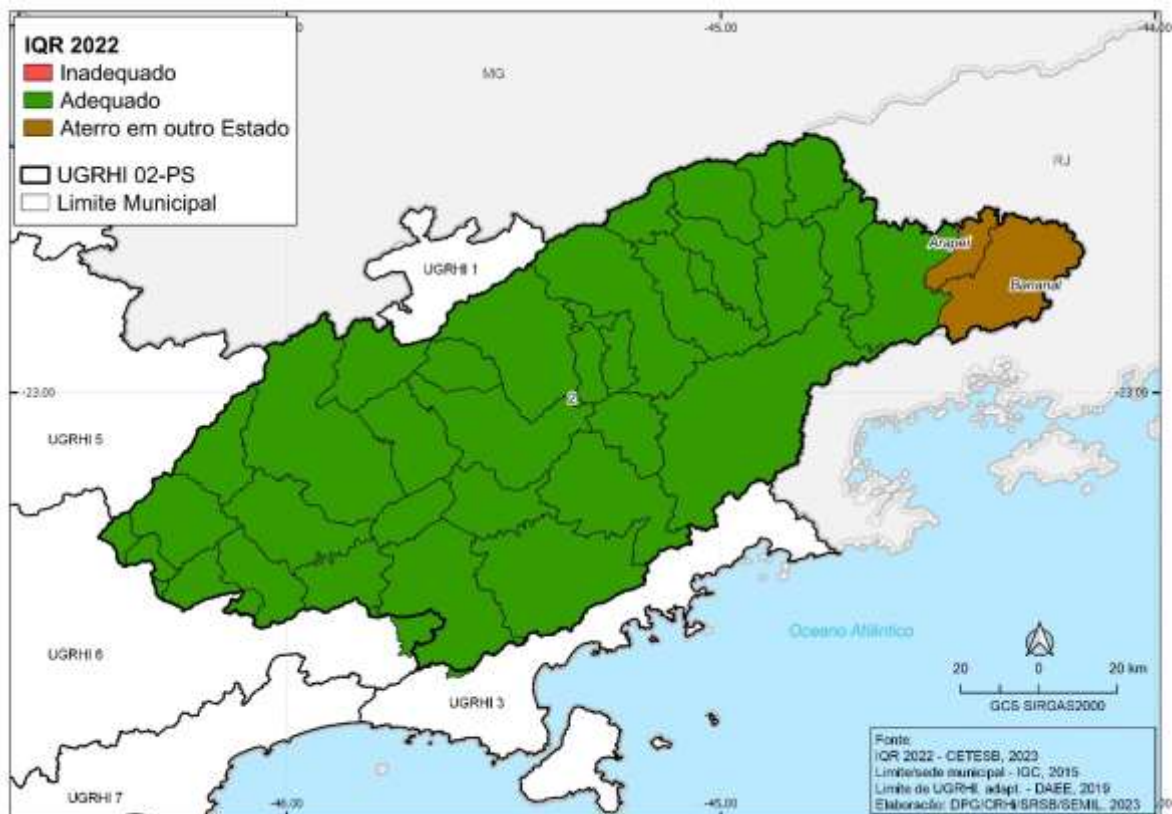 -45.00
-44.00
IQR 2022
Inadequado
Adequado
Aterro em outro Estado
UGRHI 02-PS
Limite Municipal
MG
RJ
Arapeí
UGRHI 1
Bananal
-23.00
-23.00
2
UGRHI 5
UGRHI 6
Oceano Atlântico
20 0 20 km
GCS SIRGAS2000
UGRHI 3
UGRHI 7
Fonte:
IQR 2022 - CETESB, 2023
Limite/sede municipal - IGC, 2015
Limite de UGRHI, adapt. - DAEE, 2019
Elaboração: DPG/CRHi/SRSB/SEMIL, 2023
-46.00
-45.00